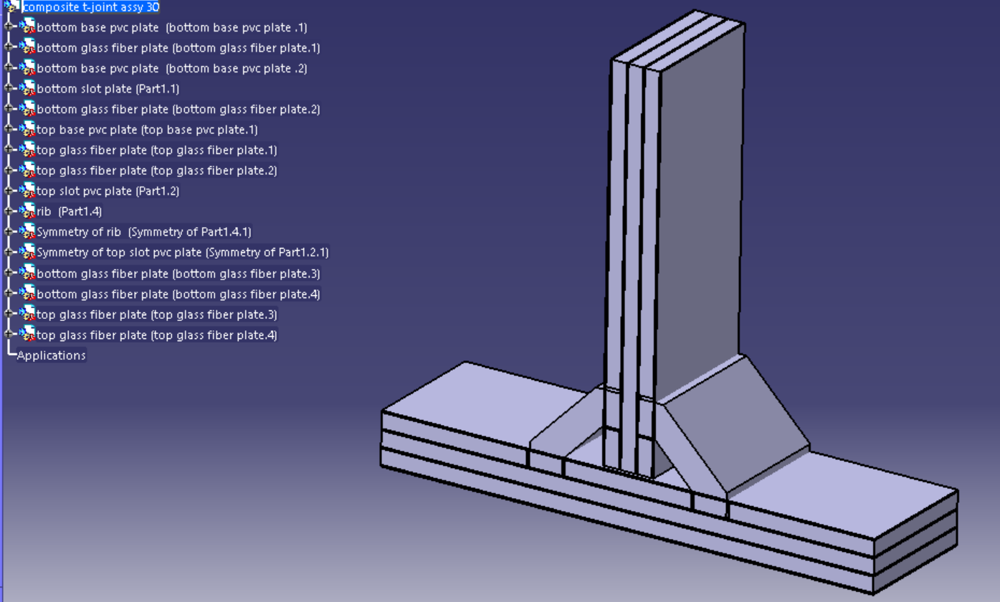 composite t-joint assy 30
bottom base pvc plate (bottom base pvc plate .1)
bottom glass fiber plate (bottom glass fiber plate.1)
bottom base pvc plate (bottom base pvc plate .2)
bottom slot plate (Part1.1)
bottom glass fiber plate (bottom glass fiber plate.2)
top base pvc plate (top base pvc plate.1)
top glass fiber plate (top glass fiber plate.1)
top glass fiber plate (top glass fiber plate.2)
top slot pvc plate (Part1.2)
rib (Part1.4)
Symmetry of rib (Symmetry of Part1.4.1)
Symmetry of top slot pvc plate (Symmetry of Part1.2.1)
bottom glass fiber plate (bottom glass fiber plate.3)
bottom glass fiber plate (bottom glass fiber plate.4)
top glass fiber plate (top glass fiber plate.3)
top glass fiber plate (top glass fiber plate.4)
Applications